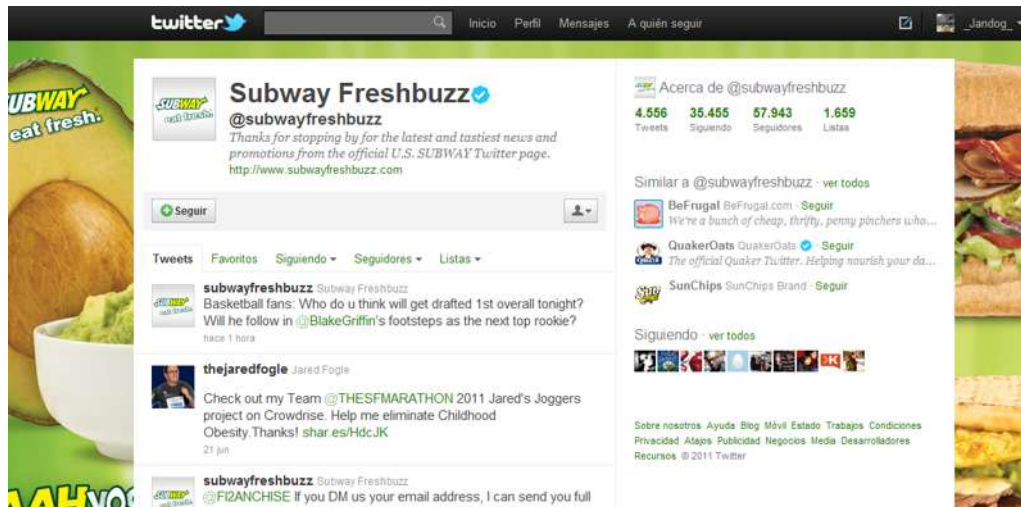 twitter
Inicio Perfil Mensajes A quién seguir
_Jandog_
SUBWAY
eat fresh.
SUBWAY
eat fresh.
Subway Freshbuzz
@subwayfreshbuzz
Thanks for stopping by for the latest and tastiest news and
promotions from the official U.S. SUBWAY Twitter page.
http://www.subwayfreshbuzz.com
Seguir
Tweets Favoritos Siguiendo Seguidores Listas
subwayfreshbuzz Subway Freshbuzz
Basketball fans: Who do u think will get drafted 1st overall tonight?
Will he follow in @BlakeGriffin's footsteps as the next top rookie?
hace 1 hora
thejaredfogle Jared Fogle
Check out my Team @THESFMARATHON 2011 Jared's Joggers
project on Crowdrise. Help me eliminate Childhood
Obesity.Thanks! shar.es/HdcJK
21 jun
subwayfreshbuzz Subway Freshbuzz
@FI2ANCHISE If you DM us your email address, I can send you full
Acerca de @subwayfreshbuzz
4.556 35.455 57.943 1.659
Tweets Siguiendo Seguidores Listas
Similar a @subwayfreshbuzz · ver todos
BeFrugal BeFrugal.com · Seguir
We're a bunch of cheap, thrifty, penny pinchers who...
QuakerOats QuakerOats · Seguir
The official Quaker Twitter. Helping nourish your da...
SunChips SunChips Brand · Seguir
Siguiendo · ver todos
Sobre nosotros Ayuda Blog Móvil Estado Trabajos Condiciones
Privacidad Atajos Publicidad Negocios Media Desarrolladores
Recursos © 2011 Twitter